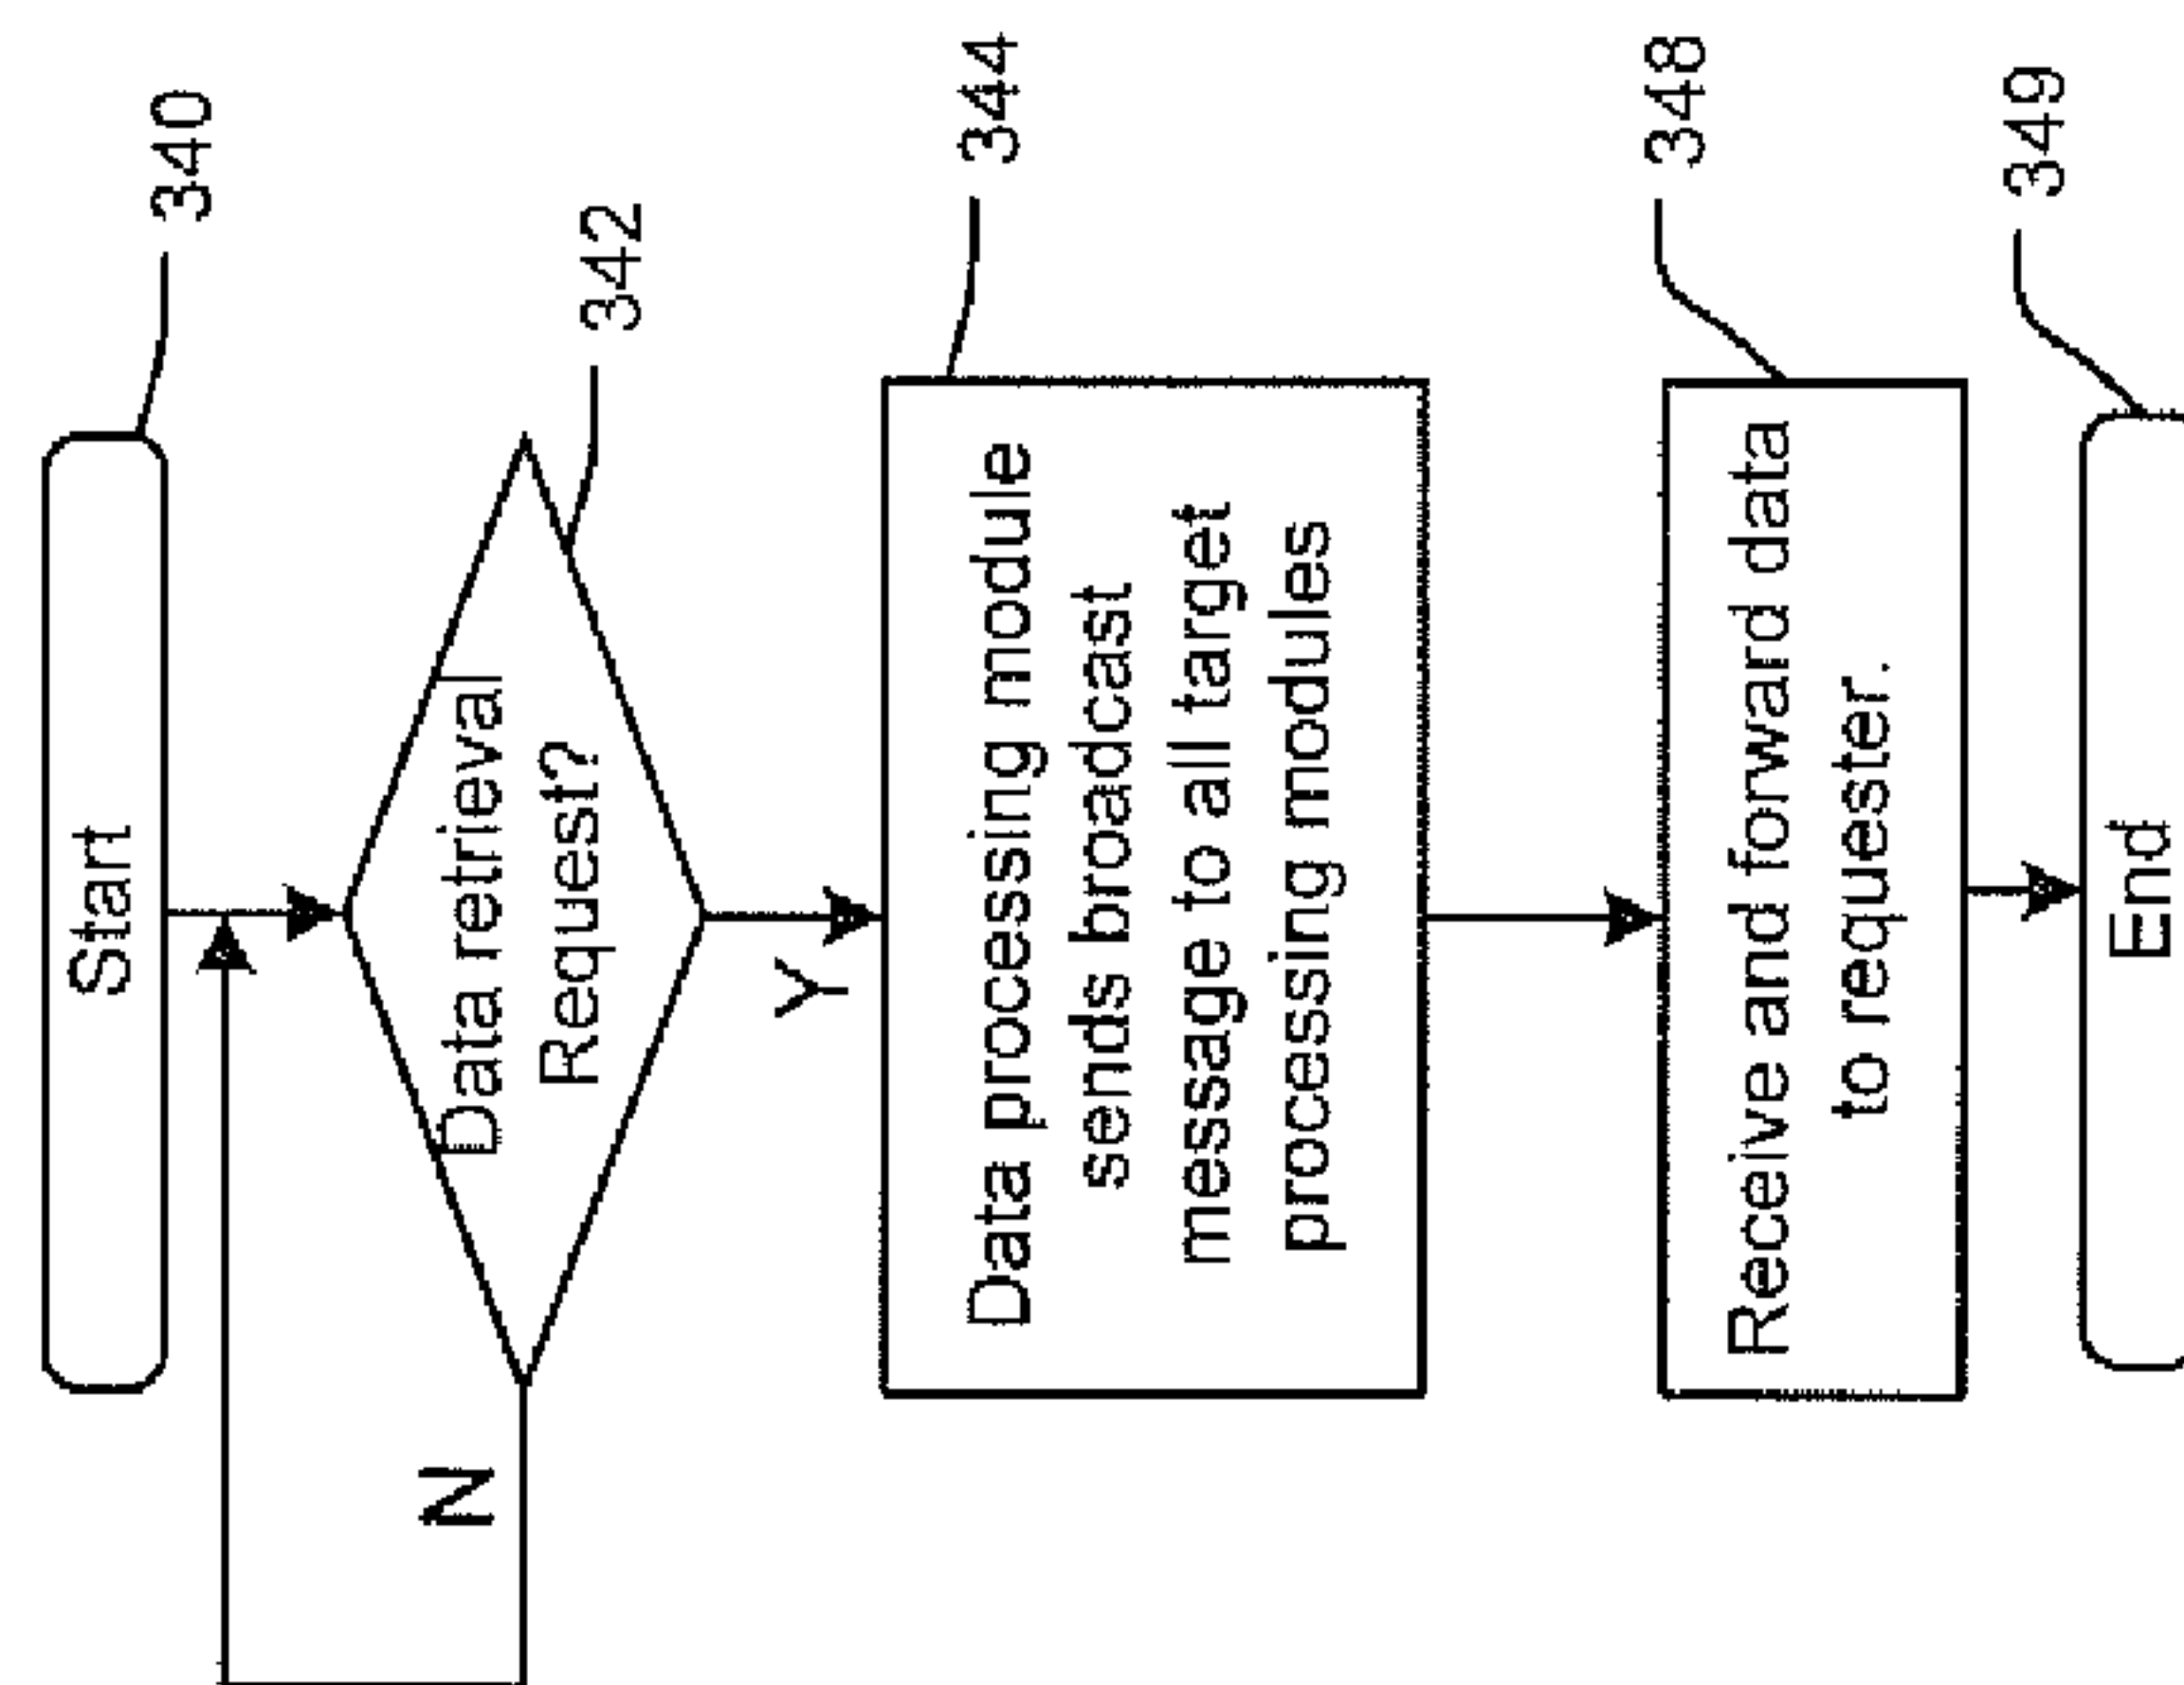 Start
340
Data retrieval
Request?
342
N
Y
Data processing module
sends broadcast
message to all target
processing modules
344
Receive and forward data
to requester.
348
End
349